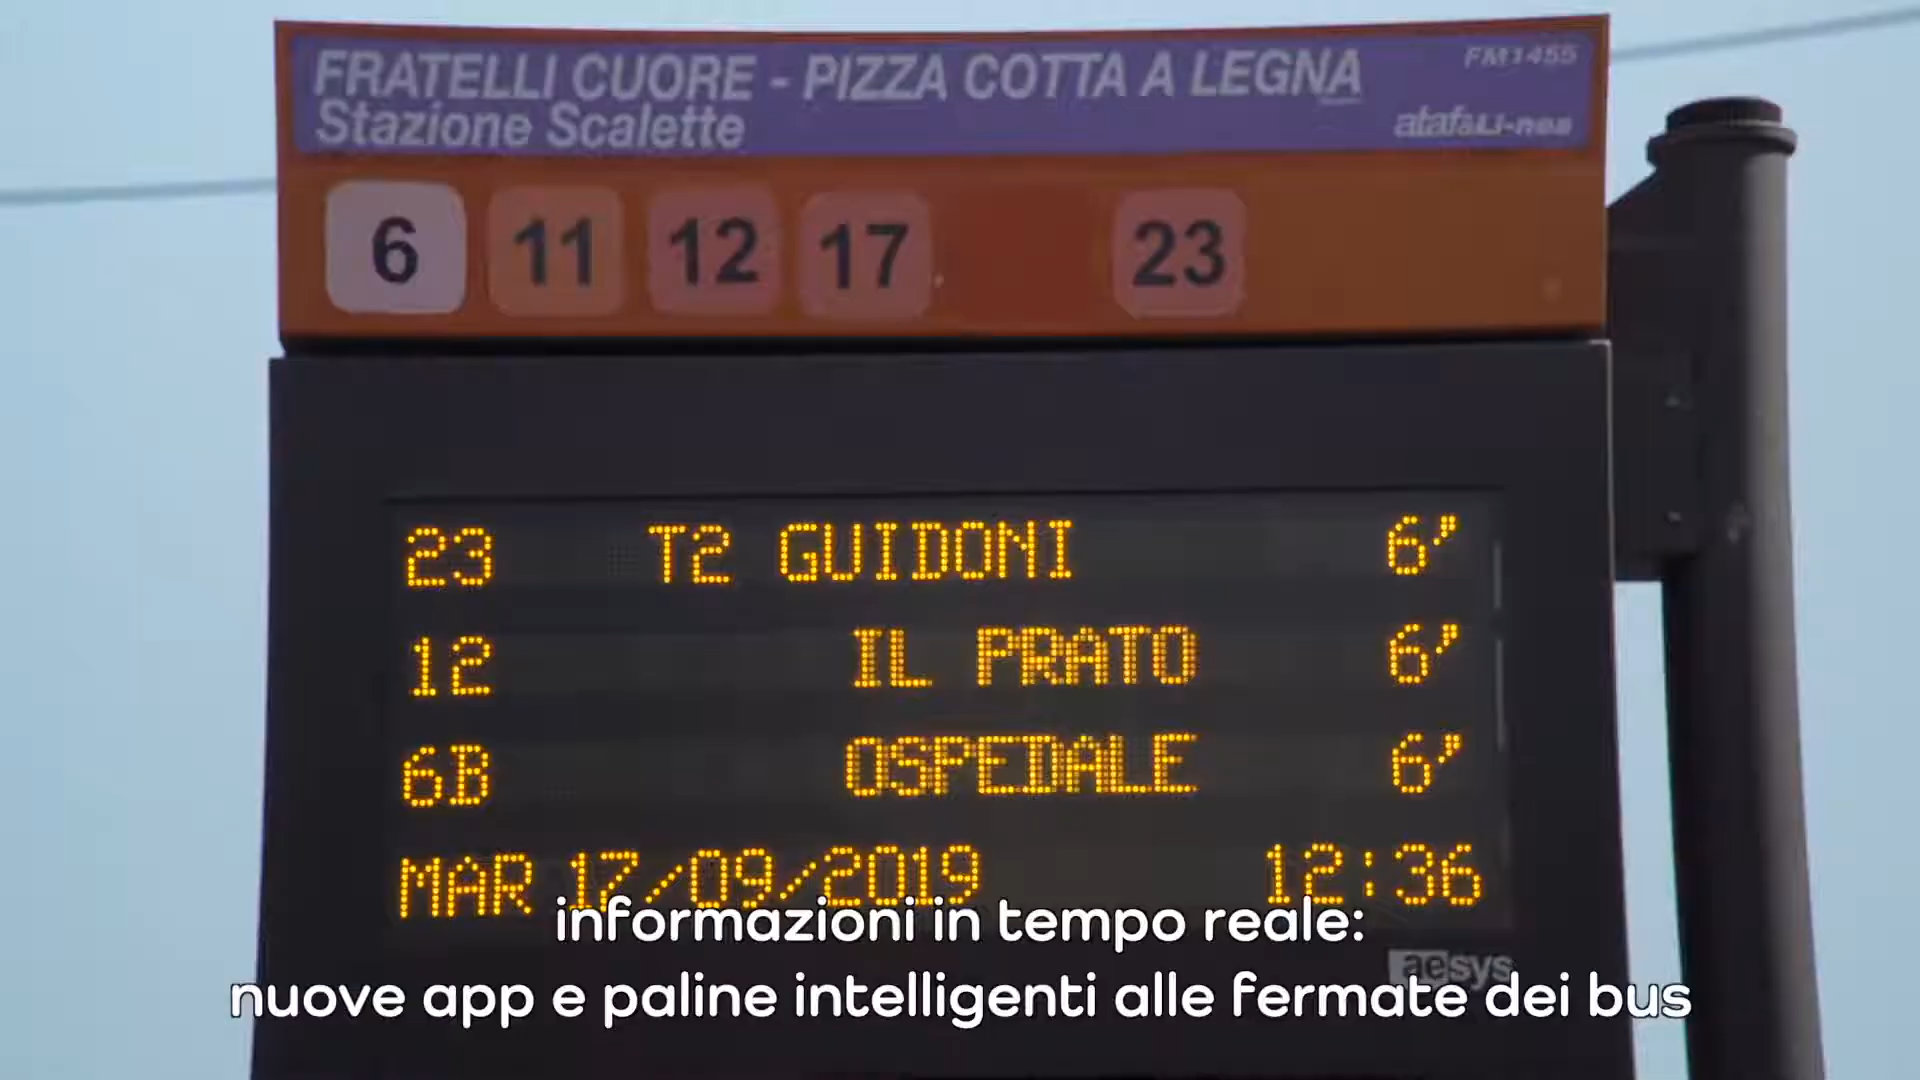 FRATELLI CUORE - PIZZA COTTA A LEGNA
FM1455
Stazione Scalette
ataf&Li-nea
6 11 12 17 23
23 T2 GUIDONI 6'
12 IL PRATO 6'
6B OSPEDALE 6'
MAR 17/09/2019 12:36
informazioni in tempo reale:
aesys
nuove app e paline intelligenti alle fermate dei bus